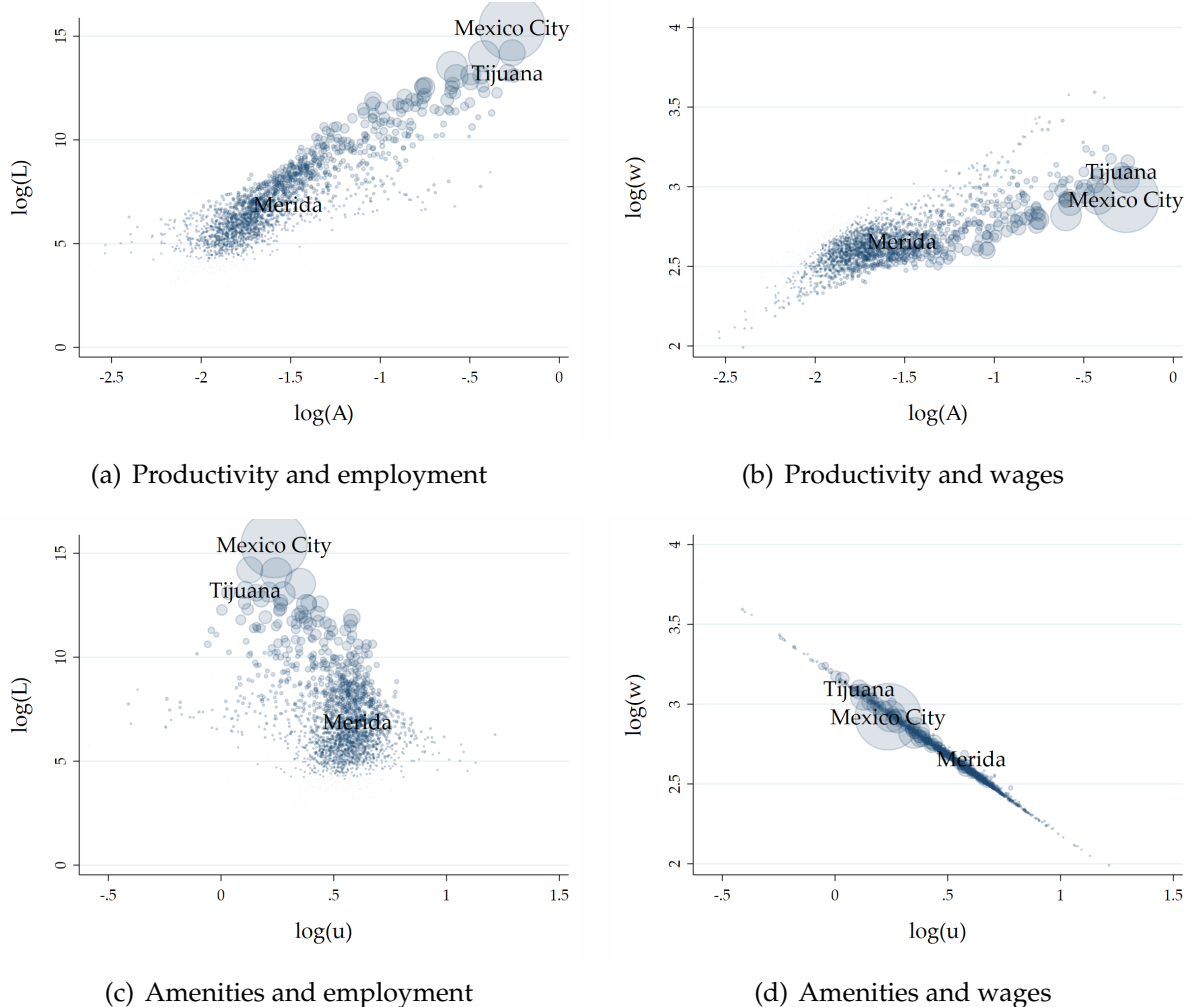 15
10
5
0
log(L)
Mexico City
Tijuana
Merida
-2.5 -2 -1.5 -1 -.5 0
log(A)
(a) Productivity and employment
4
3.5
3
2.5
2
log(w)
Tijuana
Mexico City
Merida
-2.5 -2 -1.5 -1 -.5 0
log(A)
(b) Productivity and wages
15
10
5
0
log(L)
Mexico City
Tijuana
Merida
-.5 0 .5 1 1.5
log(u)
(c) Amenities and employment
4
3.5
3
2.5
2
log(w)
Tijuana
Mexico City
Merida
-.5 0 .5 1 1.5
log(u)
(d) Amenities and wages